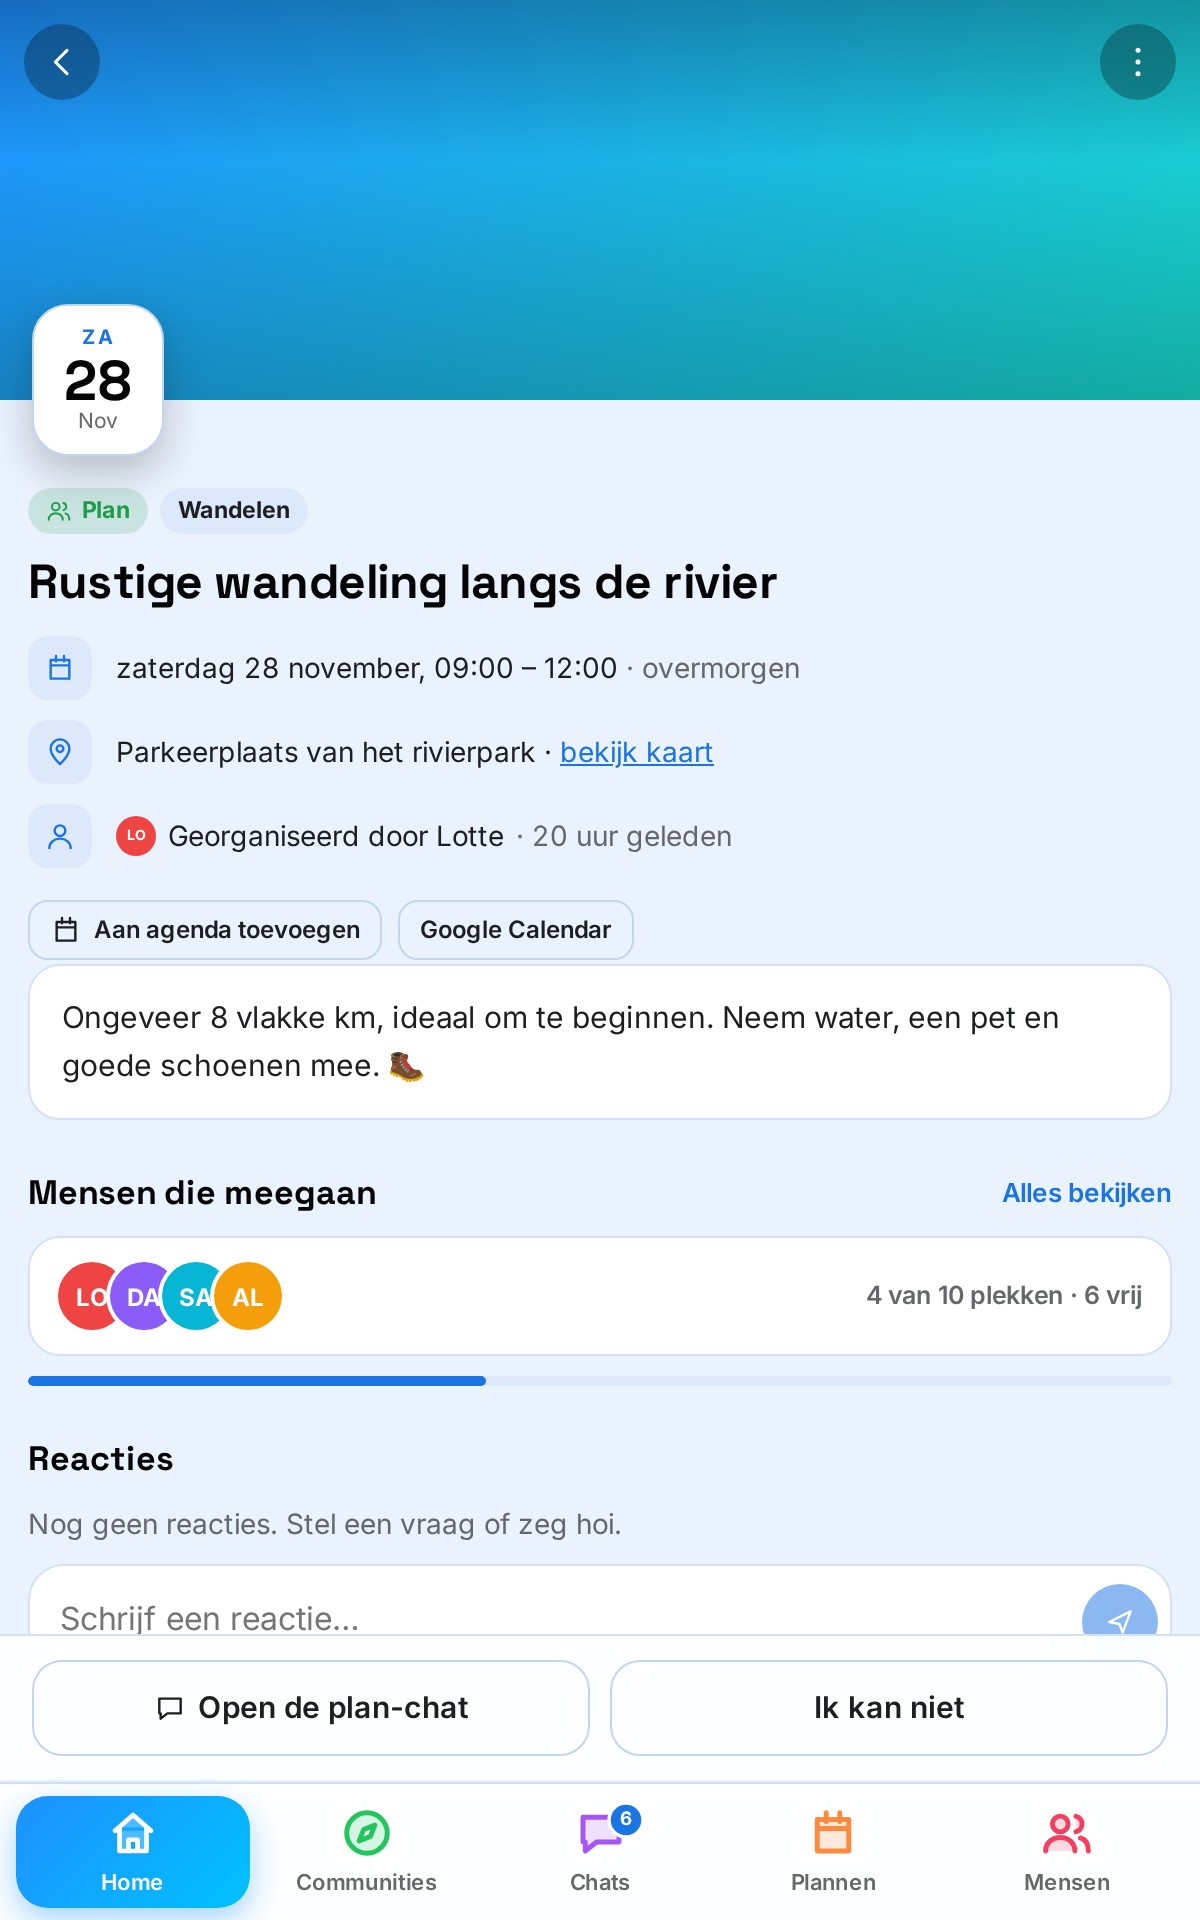 ZA
28
Nov
Plan
Wandelen
Rustige wandeling langs de rivier
zaterdag 28 november, 09:00 – 12:00 · overmorgen
Parkeerplaats van het rivierpark · bekijk kaart
LO Georganiseerd door Lotte · 20 uur geleden
Aan agenda toevoegen
Google Calendar
Ongeveer 8 vlakke km, ideaal om te beginnen. Neem water, een pet en
goede schoenen mee. 🥾
Mensen die meegaan
Alles bekijken
LO DA SA AL
4 van 10 plekken · 6 vrij
Reacties
Nog geen reacties. Stel een vraag of zeg hoi.
Schrijf een reactie...
Open de plan-chat
Ik kan niet
6
Home
Communities
Chats
Plannen
Mensen